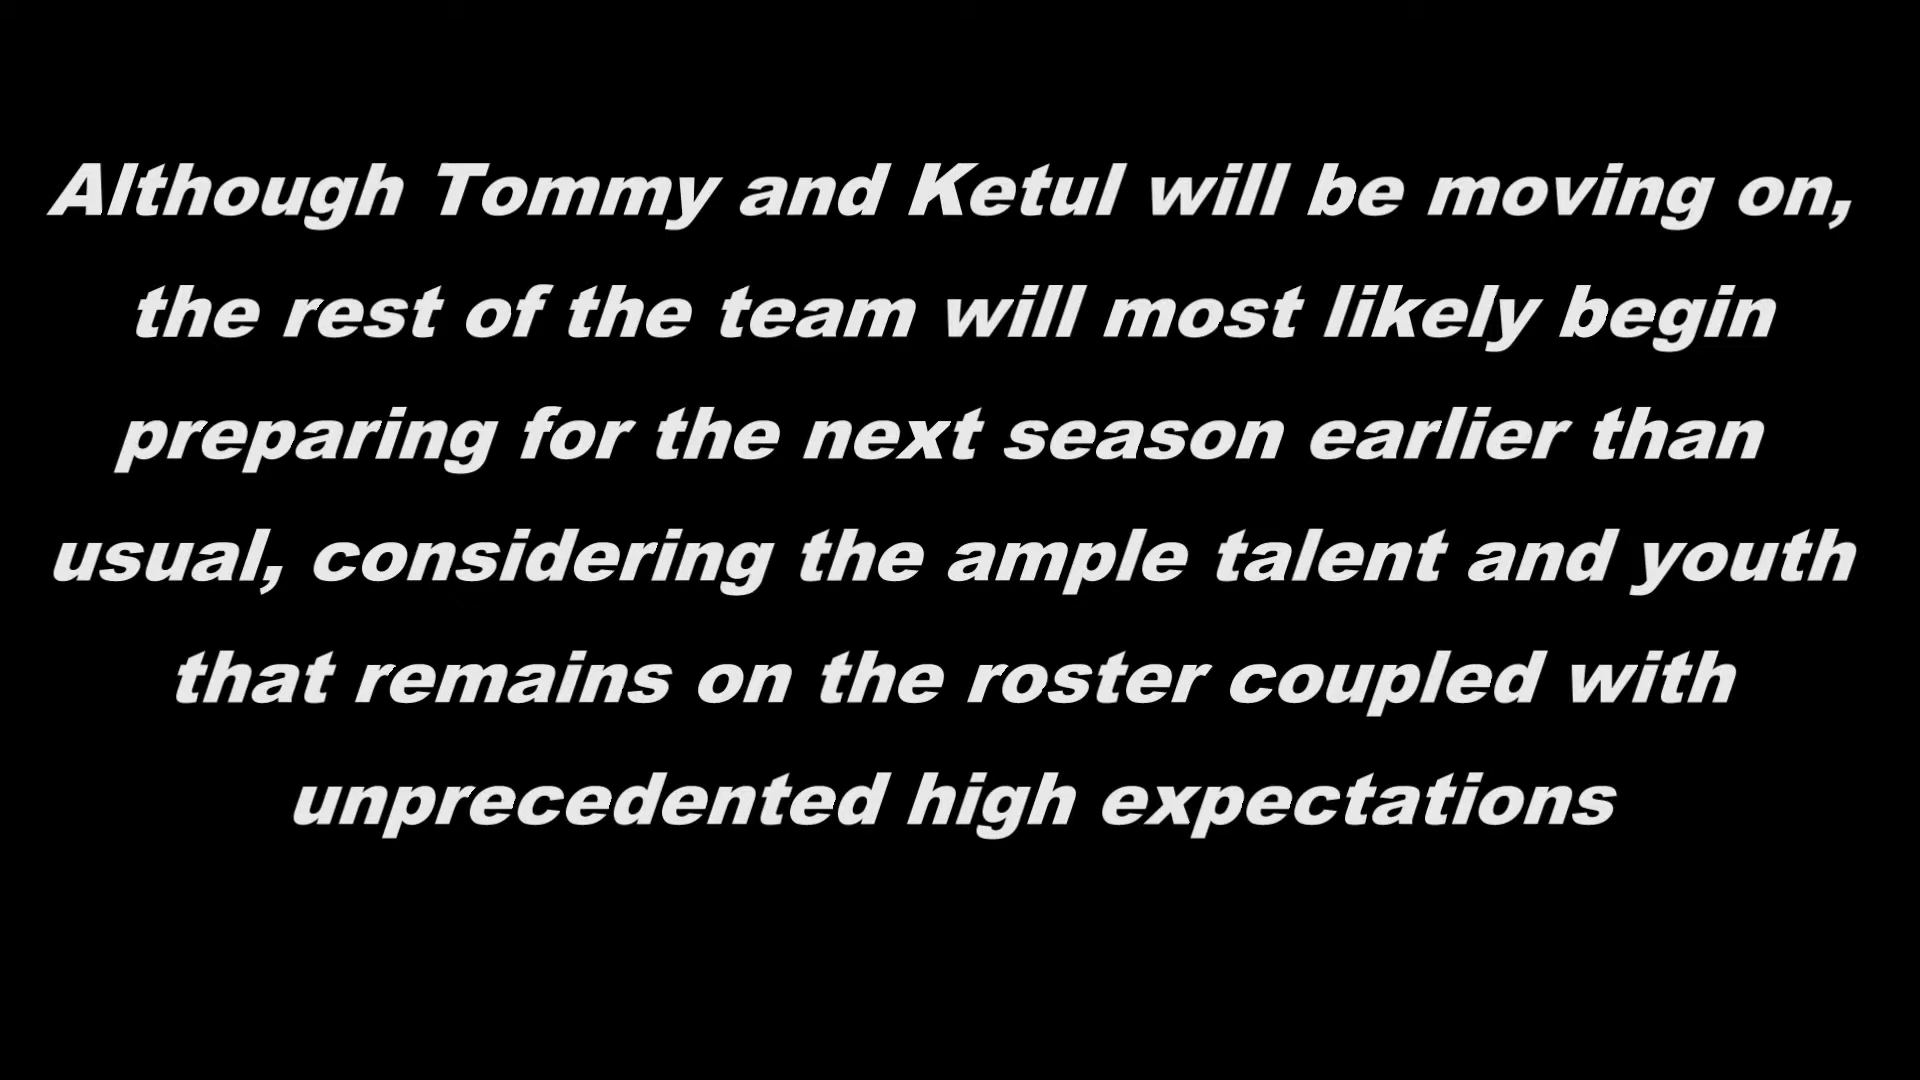 Although Tommy and Ketul will be moving on,
the rest of the team will most likely begin
preparing for the next season earlier than
usual, considering the ample talent and youth
that remains on the roster coupled with
unprecedented high expectations